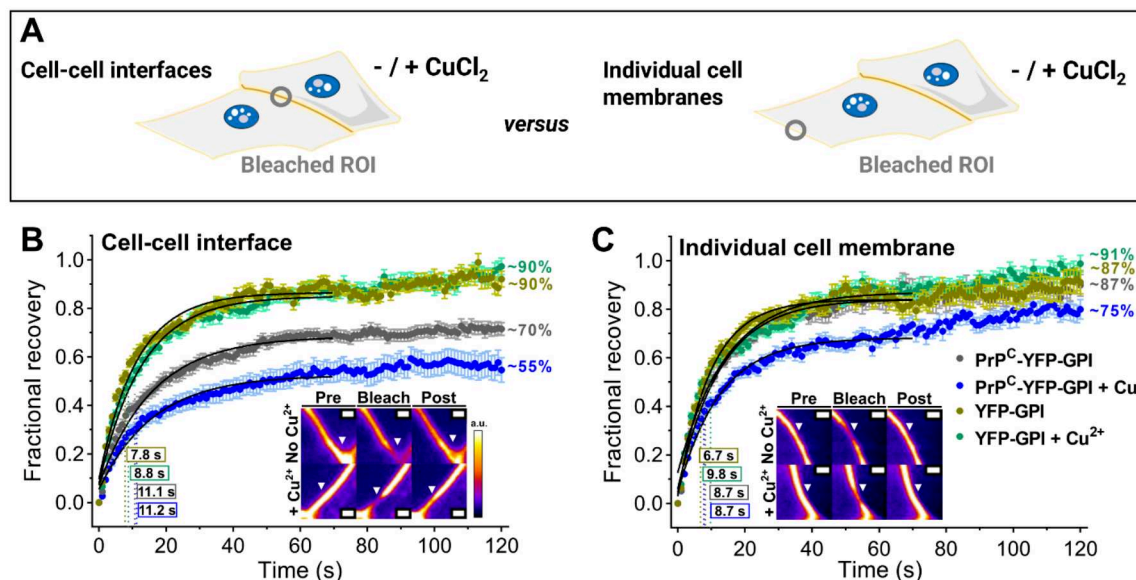 A
Cell-cell interfaces
- / + CuCl2
Bleached ROI
versus
Individual cell
membranes
- / + CuCl2
Bleached ROI
B Cell-cell interface
Fractional recovery
1.0
0.8
0.6
0.4
0.2
0.0
~90%
~90%
~70%
~55%
7.8 s
8.8 s
11.1 s
11.2 s
Pre Bleach Post
No Cu2+
+ Cu2+
a.u.
0 20 40 60 80 100 120
Time (s)
C Individual cell membrane
Fractional recovery
1.0
0.8
0.6
0.4
0.2
0.0
~91%
~87%
~87%
~75%
6.7 s
9.8 s
8.7 s
8.7 s
Pre Bleach Post
No Cu2+
+ Cu2+
0 20 40 60 80 100 120
Time (s)
PrPC-YFP-GPI
PrPC-YFP-GPI + Cu
YFP-GPI
YFP-GPI + Cu2+